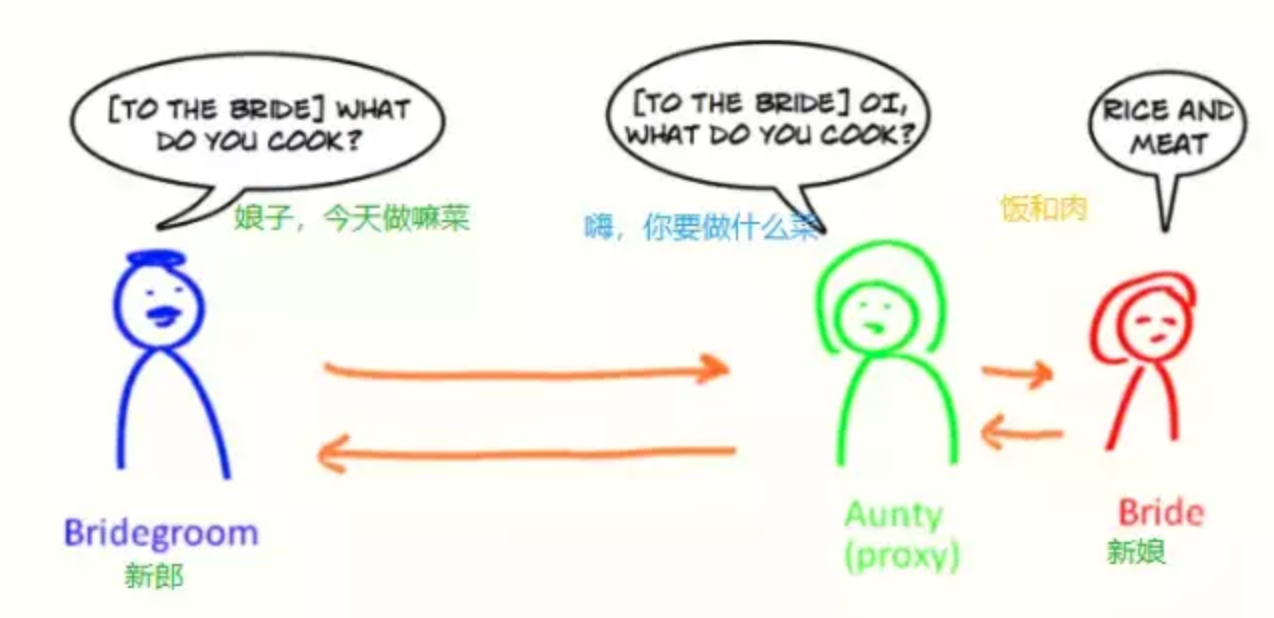 [TO THE BRIDE] WHAT
DO YOU COOK?
娘子，今天做嘛菜
[TO THE BRIDE] OI,
WHAT DO YOU COOK?
嗨，你要做什么菜
RICE AND
MEAT
饭和肉
Bridegroom
新郎
Aunty
(proxy)
Bride
新娘